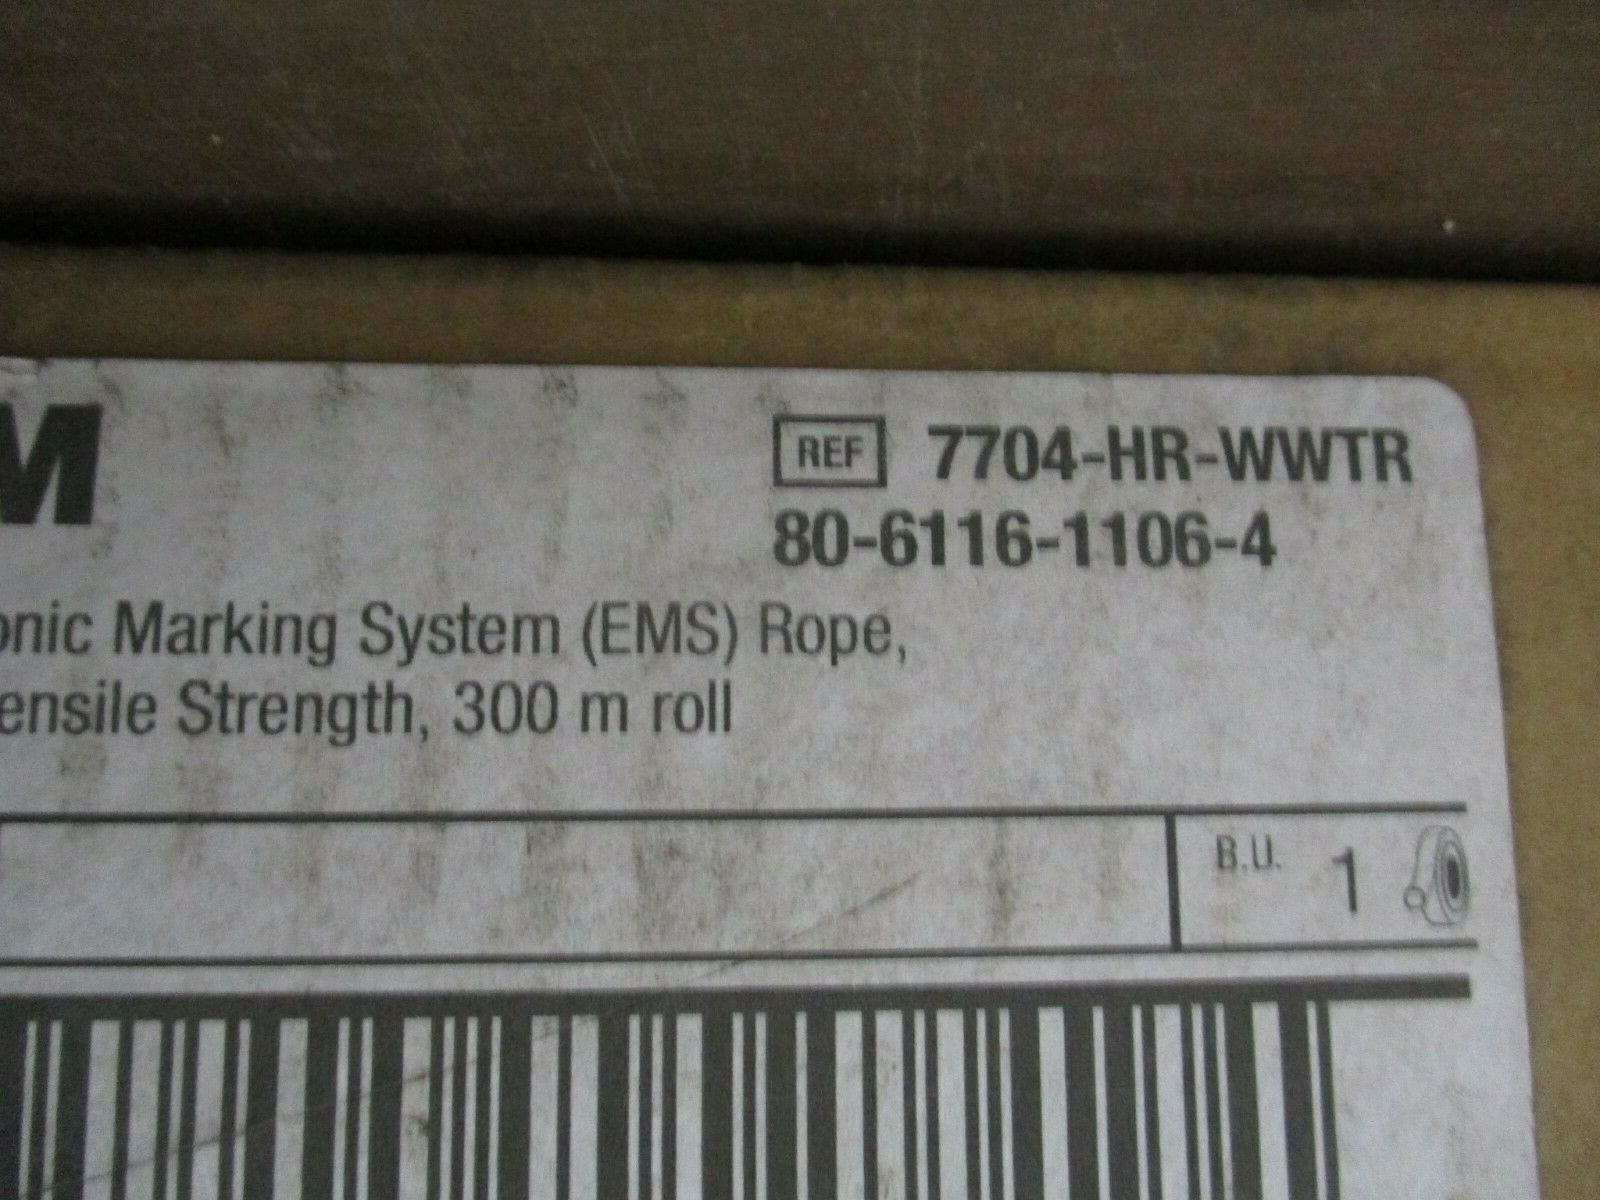 M
REF 7704-HR-WWTR
80-6116-1106-4
onic Marking System (EMS) Rope,
ensile Strength, 300 m roll
B.U. 1